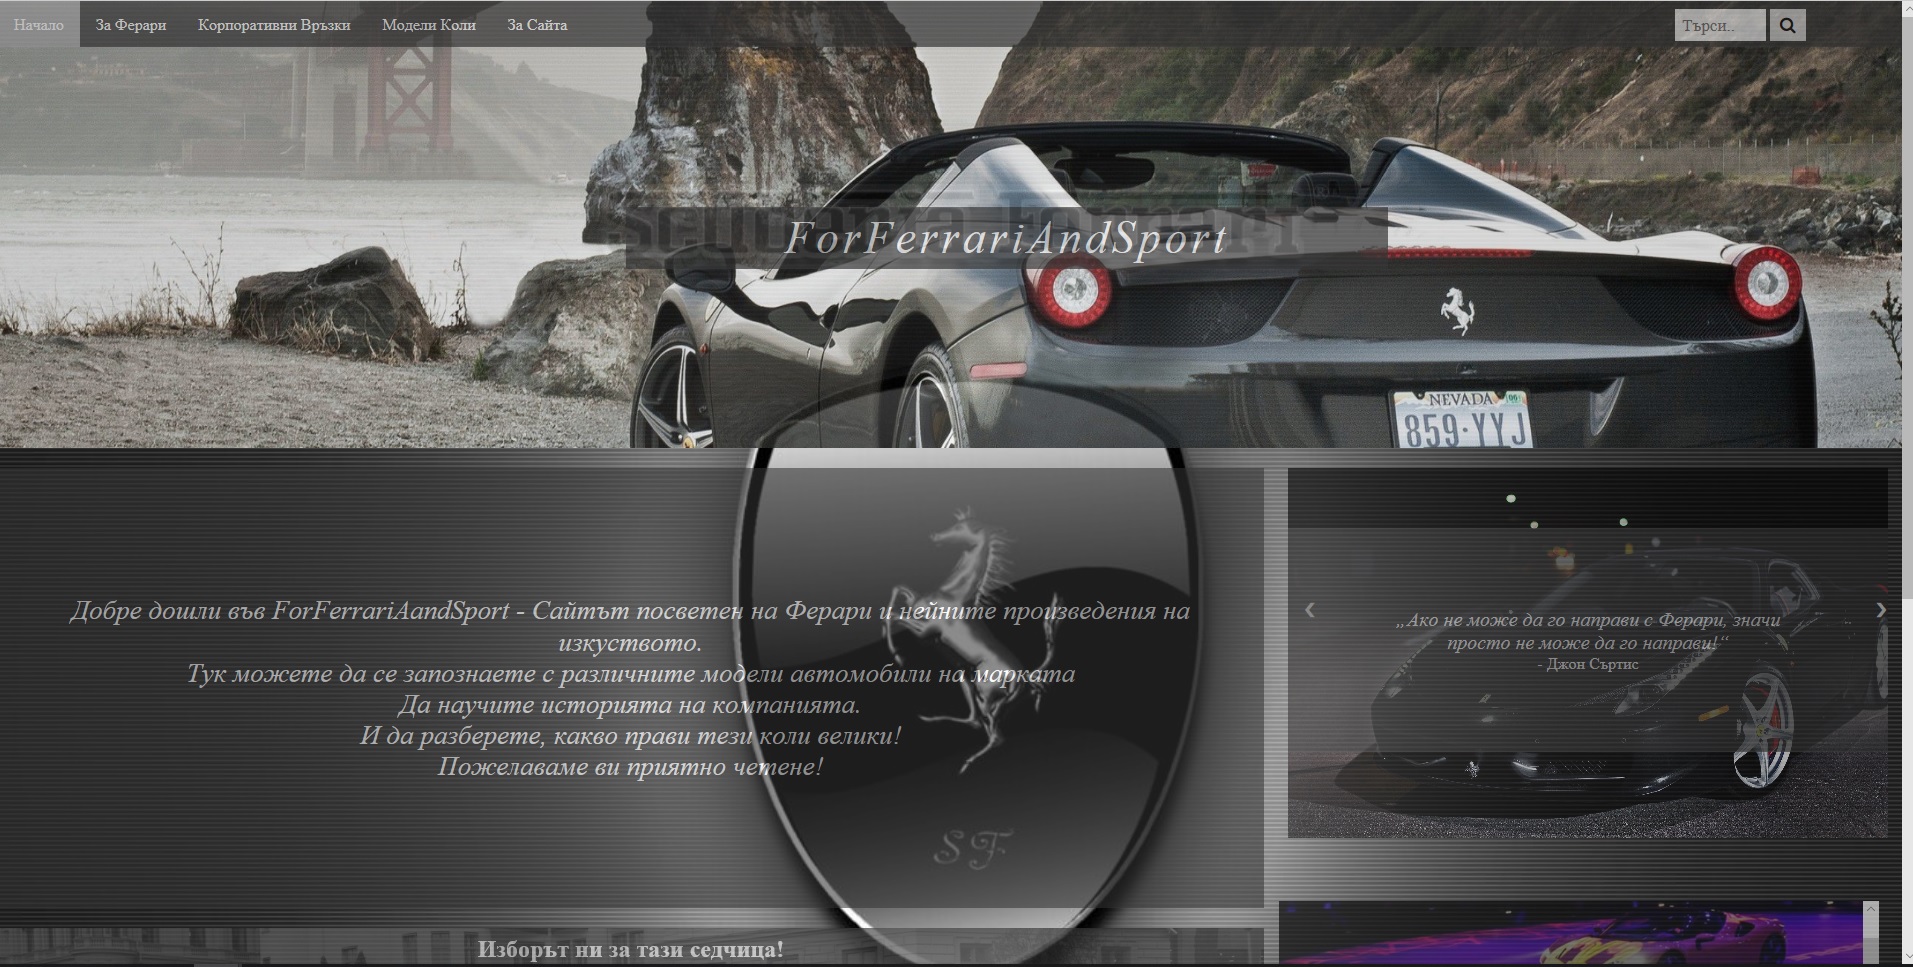 Начало За Ферари Корпоративни Връзки Модели Коли За Сайта Търси..
ForFerrariAndSport
NEVADA 06
859·YYJ
Добре дошли във ForFerrariAandSport - Сайтът посветен на Ферари и нейните произведения на
изкуството.
Тук можете да се запознаете с различните модели автомобили на марката
Да научите историята на компанията.
И да разберете, какво прави тези коли велики!
Пожелаваме ви приятно четене!
„Ако не може да го направи с Ферари, значи
просто не може да го направи!“
- Джон Съртис
S F
Изборът ни за тази седчица!